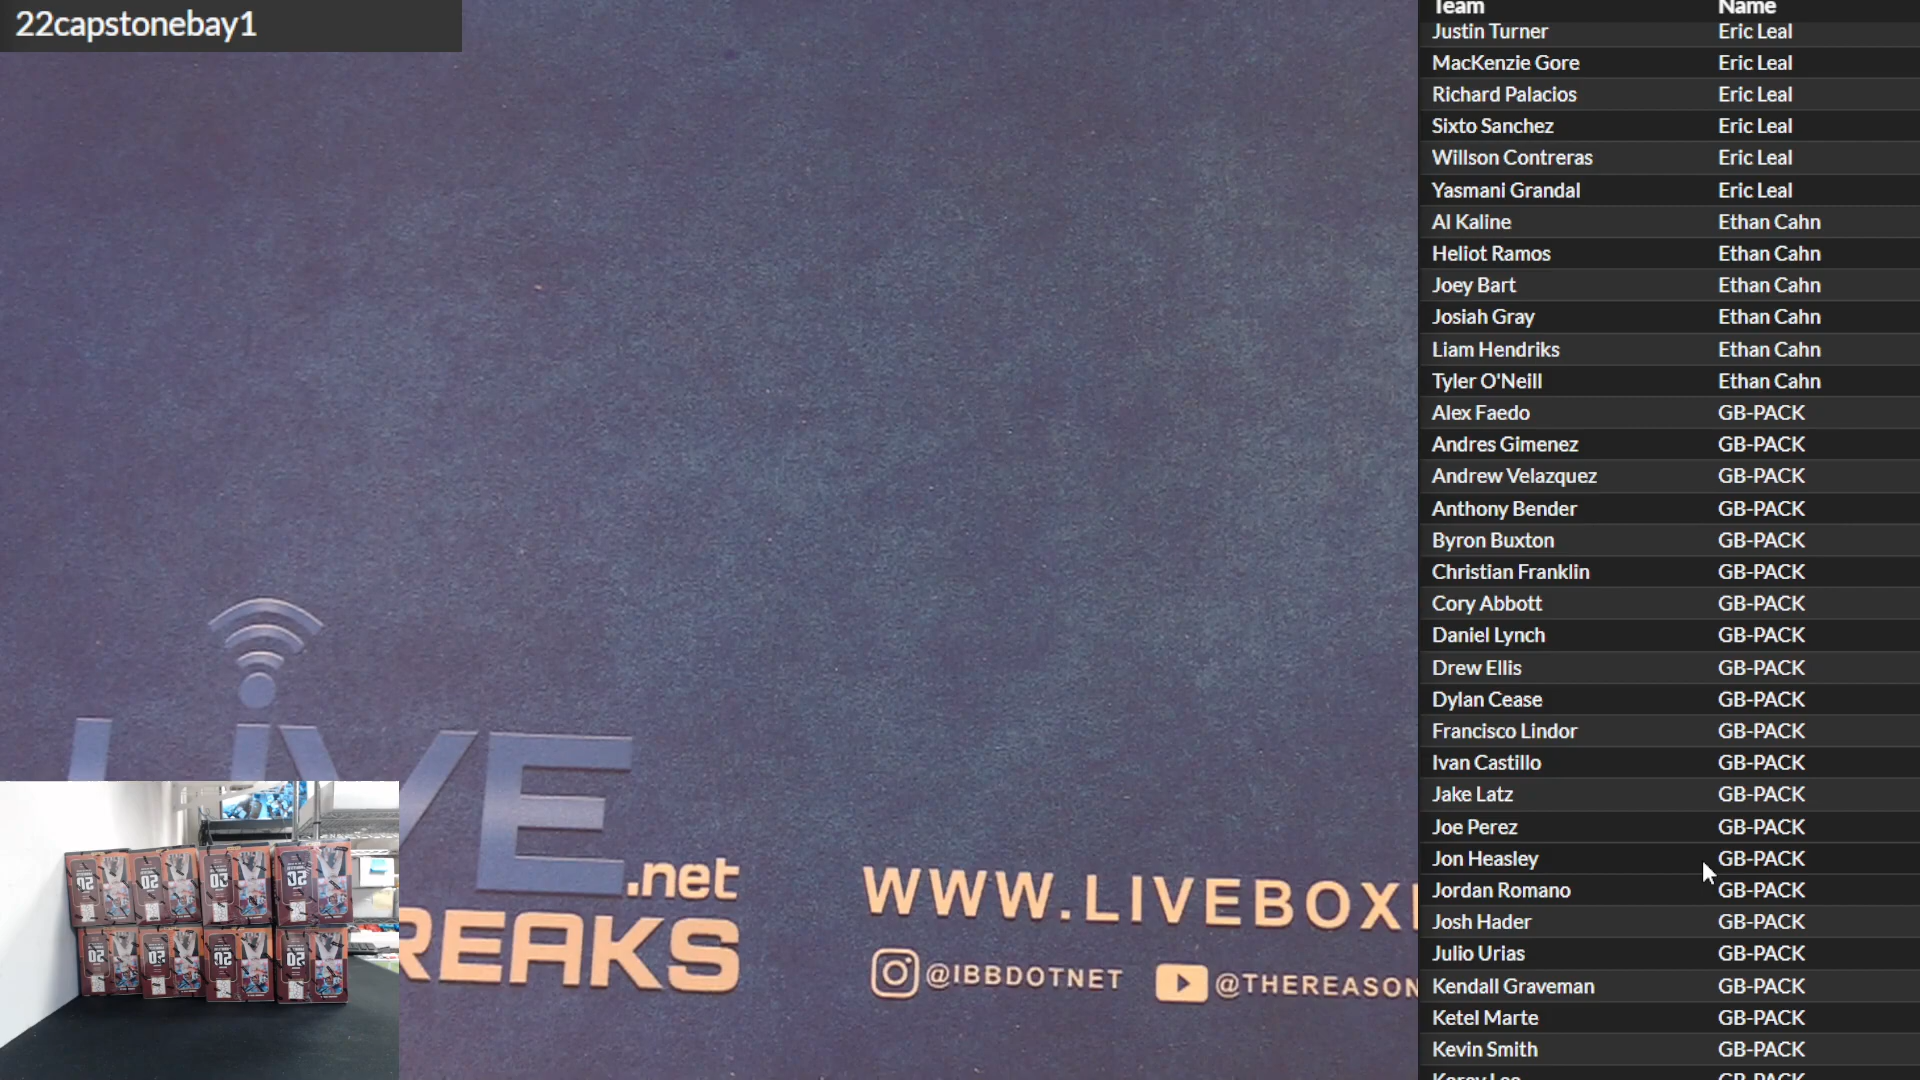 22capstonebay1
Team Name
Justin Turner Eric Leal
MacKenzie Gore Eric Leal
Richard Palacios Eric Leal
Sixto Sanchez Eric Leal
Willson Contreras Eric Leal
Yasmani Grandal Eric Leal
Al Kaline Ethan Cahn
Heliot Ramos Ethan Cahn
Joey Bart Ethan Cahn
Josiah Gray Ethan Cahn
Liam Hendriks Ethan Cahn
Tyler O'Neill Ethan Cahn
Alex Faedo GB-PACK
Andres Gimenez GB-PACK
Andrew Velazquez GB-PACK
Anthony Bender GB-PACK
Byron Buxton GB-PACK
Christian Franklin GB-PACK
Cory Abbott GB-PACK
Daniel Lynch GB-PACK
Drew Ellis GB-PACK
Dylan Cease GB-PACK
Francisco Lindor GB-PACK
Ivan Castillo GB-PACK
Jake Latz GB-PACK
Joe Perez GB-PACK
Jon Heasley GB-PACK
Jordan Romano GB-PACK
Josh Hader GB-PACK
Julio Urias GB-PACK
Kendall Graveman GB-PACK
Ketel Marte GB-PACK
Kevin Smith GB-PACK
LIVE
.net
REAKS
WWW.LIVEBOX
@IBBDOTNET @THEREASON